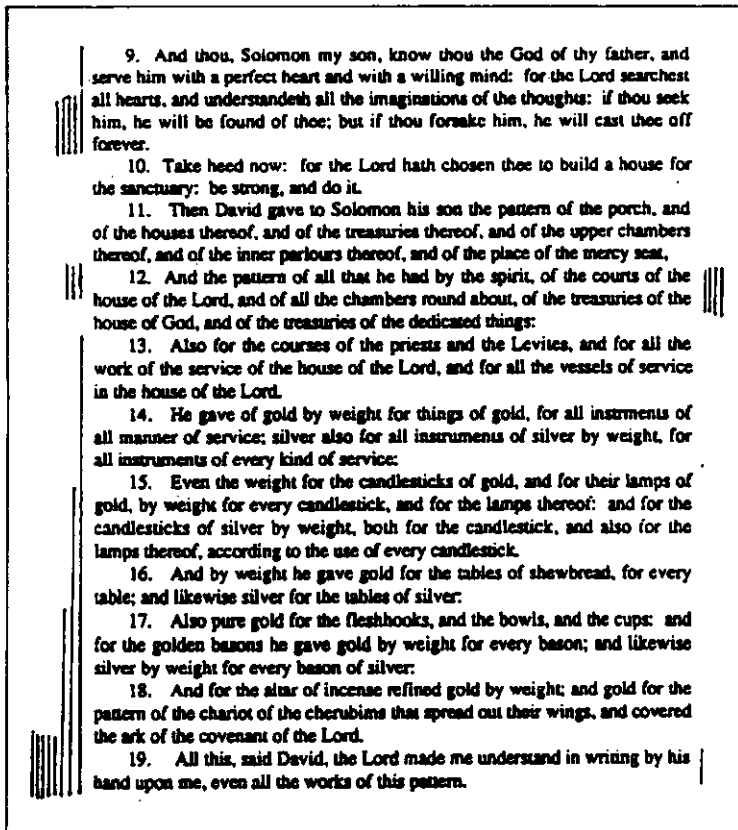 9. And thou, Solomon my son, know thou the God of thy father, and
serve him with a perfect heart and with a willing mind: for the Lord searchest
all hearts, and understandeth all the imaginations of the thoughts: if thou seek
him, he will be found of thee; but if thou forsake him, he will cast thee off
forever.
10. Take heed now: for the Lord hath chosen thee to build a house for
the sanctuary: be strong, and do it.
11. Then David gave to Solomon his son the pattern of the porch, and
of the houses thereof, and of the treasuries thereof, and of the upper chambers
thereof, and of the inner parlours thereof, and of the place of the mercy seat,
12. And the pattern of all that he had by the spirit, of the courts of the
house of the Lord, and of all the chambers round about, of the treasuries of the
house of God, and of the treasuries of the dedicated things:
13. Also for the courses of the priests and the Levites, and for all the
work of the service of the house of the Lord, and for all the vessels of service
in the house of the Lord.
14. He gave of gold by weight for things of gold, for all instrments of
all manner of service; silver also for all instruments of silver by weight, for
all instruments of every kind of service:
15. Even the weight for the candlesticks of gold, and for their lamps of
gold, by weight for every candlestick, and for the lamps thereof: and for the
candlesticks of silver by weight, both for the candlestick, and also for the
lamps thereof, according to the use of every candlestick.
16. And by weight he gave gold for the tables of shewbread, for every
table; and likewise silver for the tables of silver:
17. Also pure gold for the fleshhooks, and the bowls, and the cups: and
for the golden basons he gave gold by weight for every bason; and likewise
silver by weight for every bason of silver:
18. And for the altar of incense refined gold by weight; and gold for the
pattern of the chariot of the cherubims that spread out their wings, and covered
the ark of the covenant of the Lord.
19. All this, said David, the Lord made me understand in writing by his
hand upon me, even all the works of this pattern.